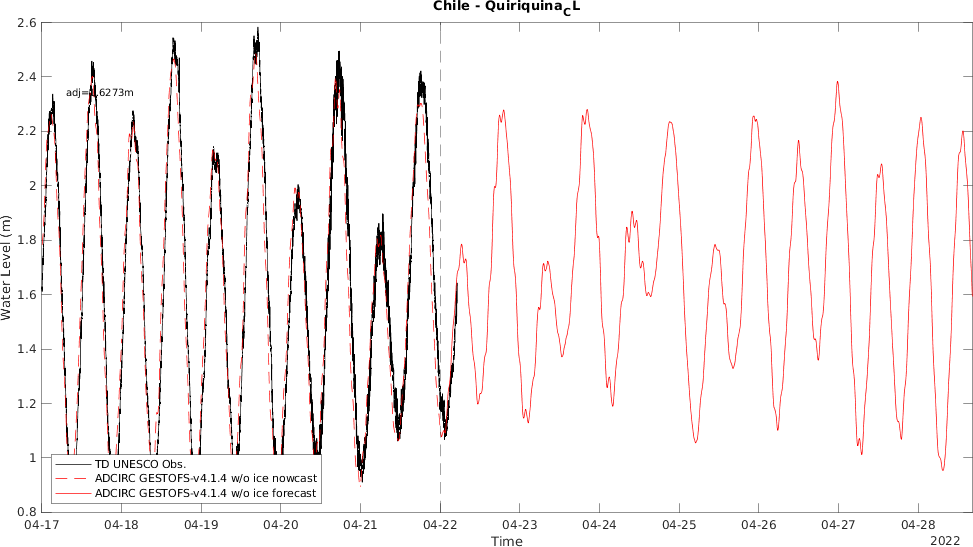 Chile - Quiriquina_CL
2.6
2.4
2.2
2
1.8
1.6
1.4
1.2
1
0.8
Water Level (m)
adj=1.6273m
TD UNESCO Obs.
ADCIRC GESTOFS-v4.1.4 w/o ice nowcast
ADCIRC GESTOFS-v4.1.4 w/o ice forecast
04-17 04-18 04-19 04-20 04-21 04-22 04-23 04-24 04-25 04-26 04-27 04-28
Time
2022